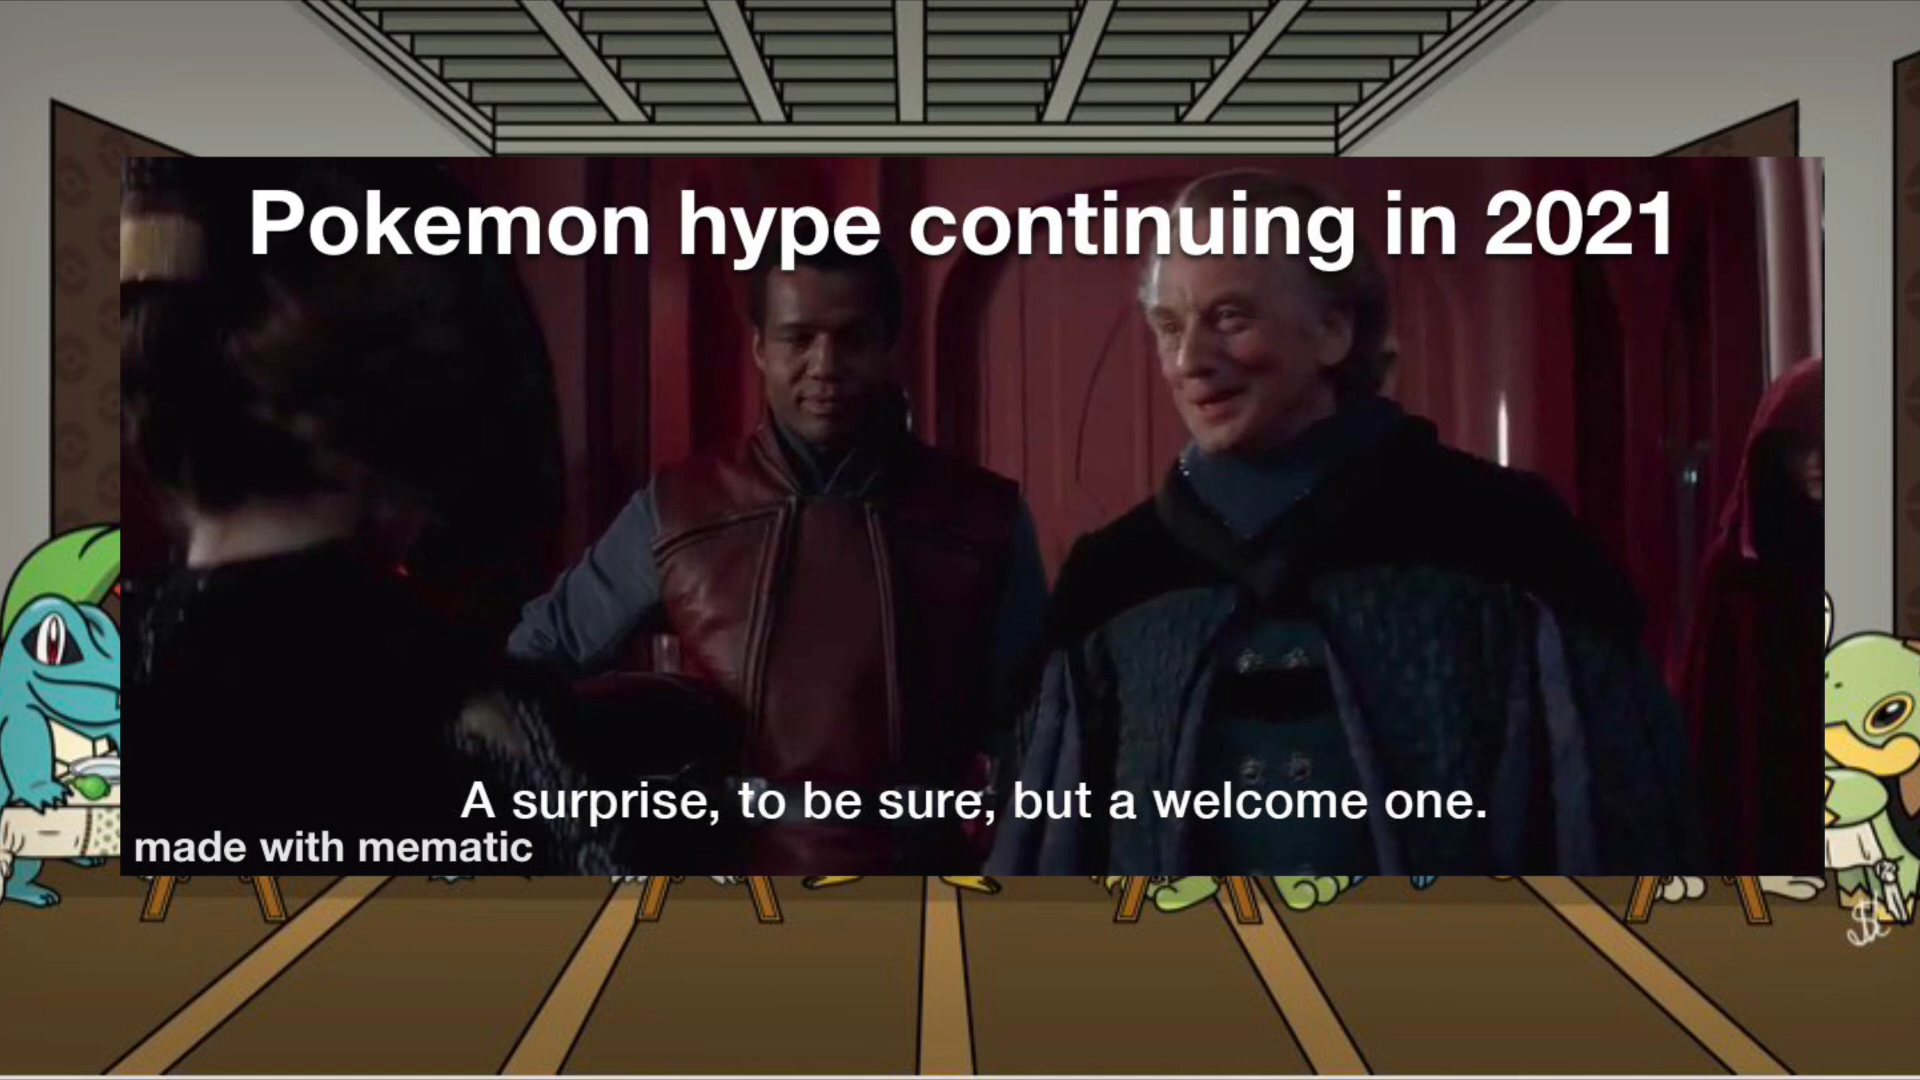 Pokemon hype continuing in 2021
A surprise, to be sure, but a welcome one.
made with mematic